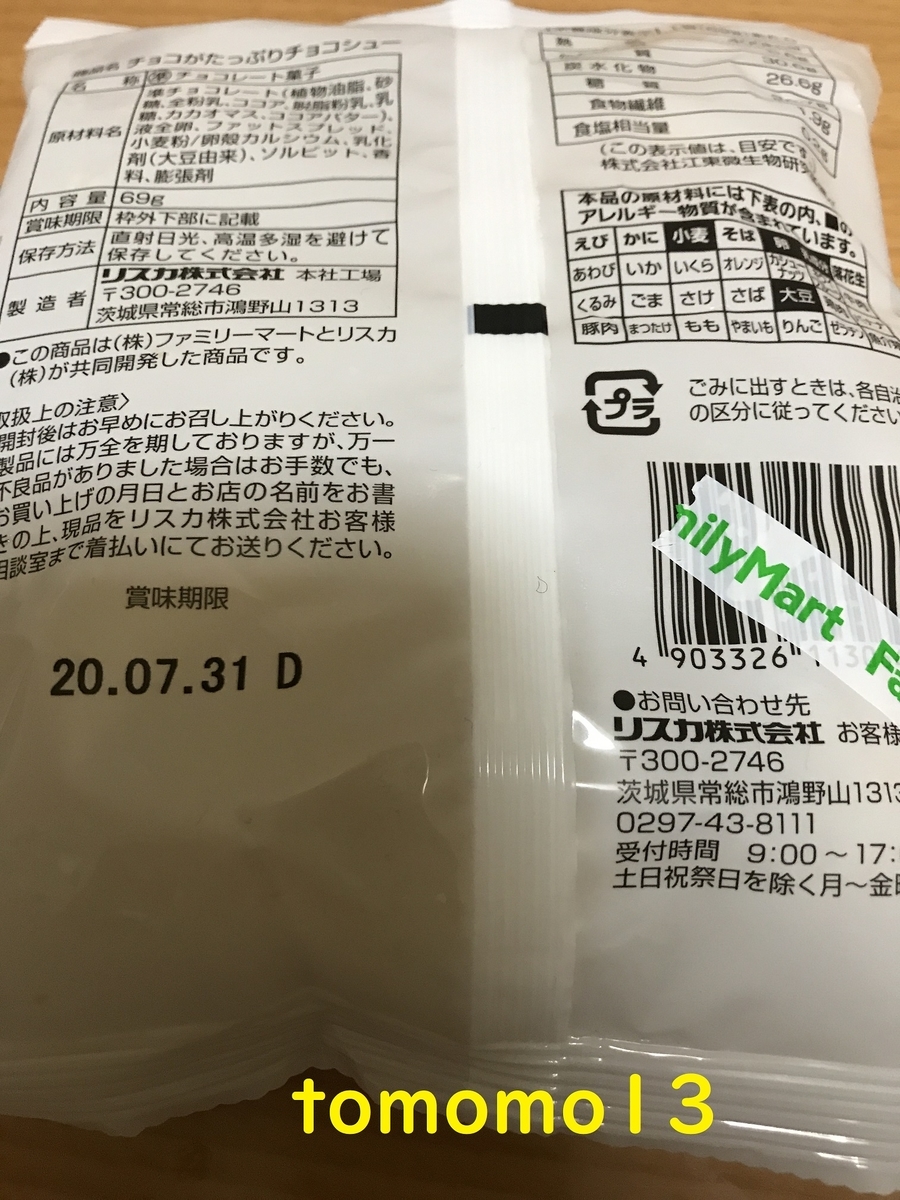 商品名 チョコがたっぷりチョコシュー
名 称 準チョコレート菓子
原材料名
準チョコレート(植物油脂、砂
糖、全粉乳、ココア、脱脂粉乳、乳
糖、カカオマス、ココアバター)、
液全卵、ファットスプレッド、
小麦粉/卵殻カルシウム、乳化
剤(大豆由来)、ソルビット、香
料、膨張剤
内容量 69g
賞味期限 枠外下部に記載
保存方法 直射日光、高温多湿を避けて
保存してください。
製造者 リスカ株式会社 本社工場
〒300-2746
茨城県常総市鴻野山1313
●この商品は(株)ファミリーマートとリスカ
(株)が共同開発した商品です。
取扱上の注意〉
開封後はお早めにお召し上がりください。
製品には万全を期しておりますが、万一
不良品がありました場合はお手数でも、
お買い上げの月日とお店の名前をお書
きの上、現品をリスカ株式会社お客様
相談室まで着払いにてお送りください。
賞味期限
20.07.31 D
炭水化物
糖質 26.6g
食物繊維
食塩相当量
(この表示値は、目安で
株式会社江東微生物研
本品の原材料には下表の内、■の
アレルギー物質が含まれています。
えび かに 小麦 そば 卵 落花生
あわび いか いくら オレンジ カシューナッツ
くるみ ごま さけ さば 大豆
豚肉 まつたけ もも やまいも りんご ゼラチン
プラ
ごみに出すときは、各自治
の区分に従ってください
milyMart Fa
4 903326 113
●お問い合わせ先
リスカ株式会社 お客様
〒300-2746
茨城県常総市鴻野山1313
0297-43-8111
受付時間 9:00～17:
土日祝祭日を除く月～金
tomomo13